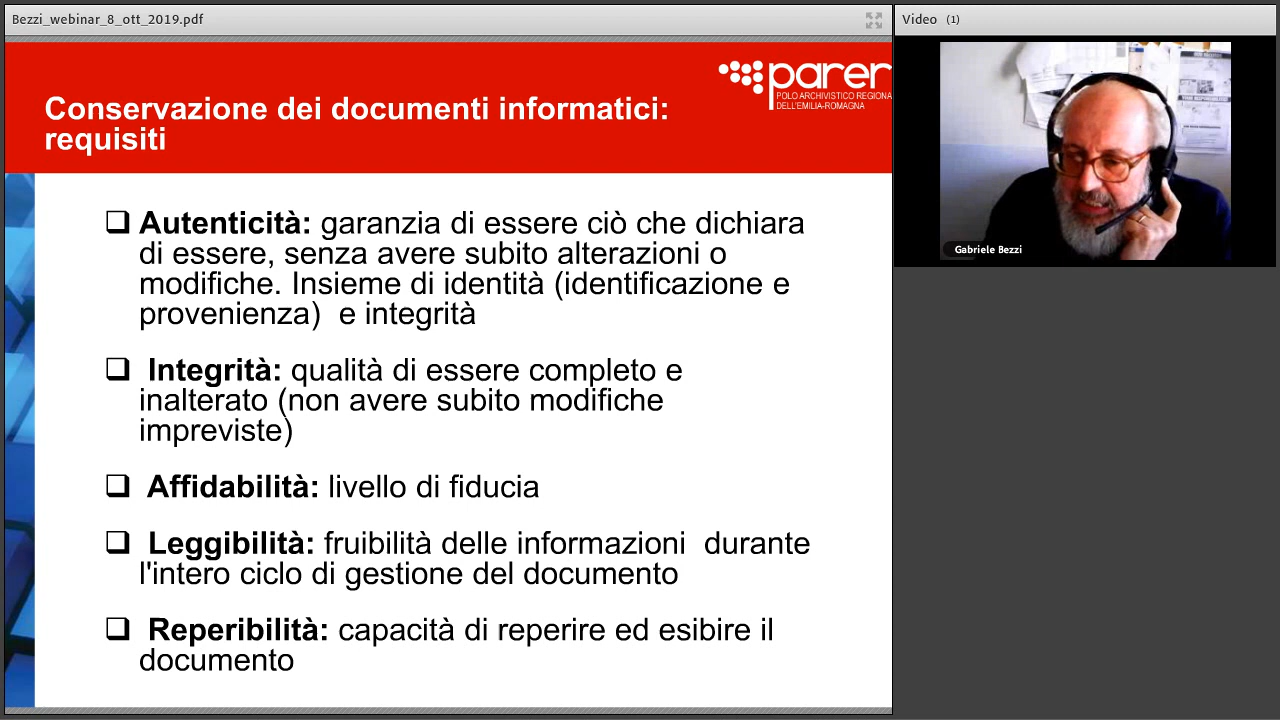 Bezzi_webinar_8_ott_2019.pdf
Video (1)
parer
POLO ARCHIVISTICO REGIONA
DELL'EMILIA-ROMAGNA
Conservazione dei documenti informatici:
requisiti
Autenticità: garanzia di essere ciò che dichiara
di essere, senza avere subito alterazioni o
modifiche. Insieme di identità (identificazione e
provenienza) e integrità
Integrità: qualità di essere completo e
inalterato (non avere subito modifiche
impreviste)
Affidabilità: livello di fiducia
Leggibilità: fruibilità delle informazioni durante
l'intero ciclo di gestione del documento
Reperibilità: capacità di reperire ed esibire il
documento
Gabriele Bezzi